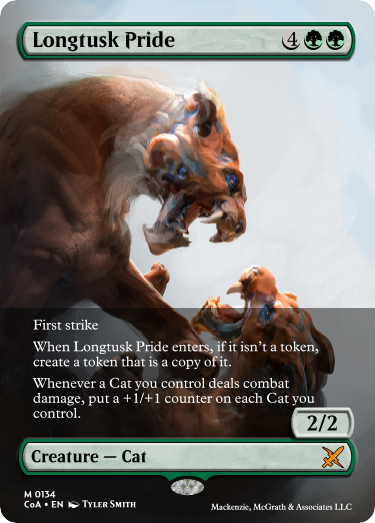 Longtusk Pride 4
First strike
When Longtusk Pride enters, if it isn't a token,
create a token that is a copy of it.
Whenever a Cat you control deals combat
damage, put a +1/+1 counter on each Cat you
control.
2/2
Creature — Cat
M 0134
CoA • EN Tyler Smith
Mackenzie, McGrath & Associates LLC